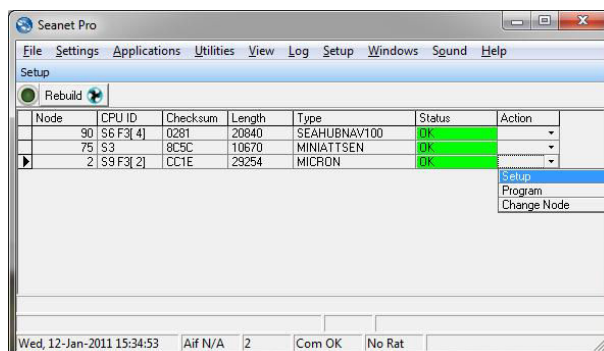 Seanet Pro
File Settings Applications Utilities View Log Setup Windows Sound Help
Setup
Rebuild
Node CPU ID Checksum Length Type Status Action
90 S6 F3[ 4] 0281 20840 SEAHUBNAV100 OK
75 S3 8C5C 10670 MINIATTSEN OK
2 S9 F3[ 2] CC1E 29254 MICRON OK
Setup
Program
Change Node
Wed, 12-Jan-2011 15:34:53 Aif N/A 2 Com OK No Rat